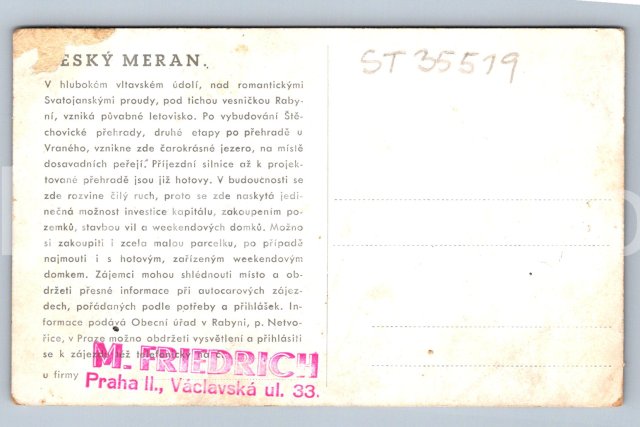 ESKÝ MERAN.
ST 35519
V hlubokém vltavském údolí, nad romantickými
Svatojanskými proudy, pod tichou vesničkou Raby-
ní, vzniká půvabné letovisko. Po vybudování Ště-
chovické přehrady, druhé etapy po přehradě u
Vraného, vznikne zde čarokrásné jezero, na místě
dosavadních peřejí. Příjezdní silnice až k projek-
tované přehradě jsou již hotovy. V budoucnosti se
zde rozvine čilý ruch, proto se zde naskytá jedi-
nečná možnost investice kapitálu, zakoupením po-
zemků, stavbou vil a weekendových domků. Možno
si zakoupiti i zcela malou parcelku, po případě
najmouti i s hotovým, zařízeným weekendovým
domkem. Zájemci mohou shlédnouti místo a ob-
držeti přesné informace při autocarových zájez-
dech, pořádaných podle potřeby a přihlášek. In-
formace podává Obecní úřad v Rabyni, p. Netvo-
řice, v Praze možno obdržeti vysvětlení a přihlásiti
se k zájezdu též telefonicky na č.
u firmy
M. FRIEDRICH
Praha II., Václavská ul. 33.